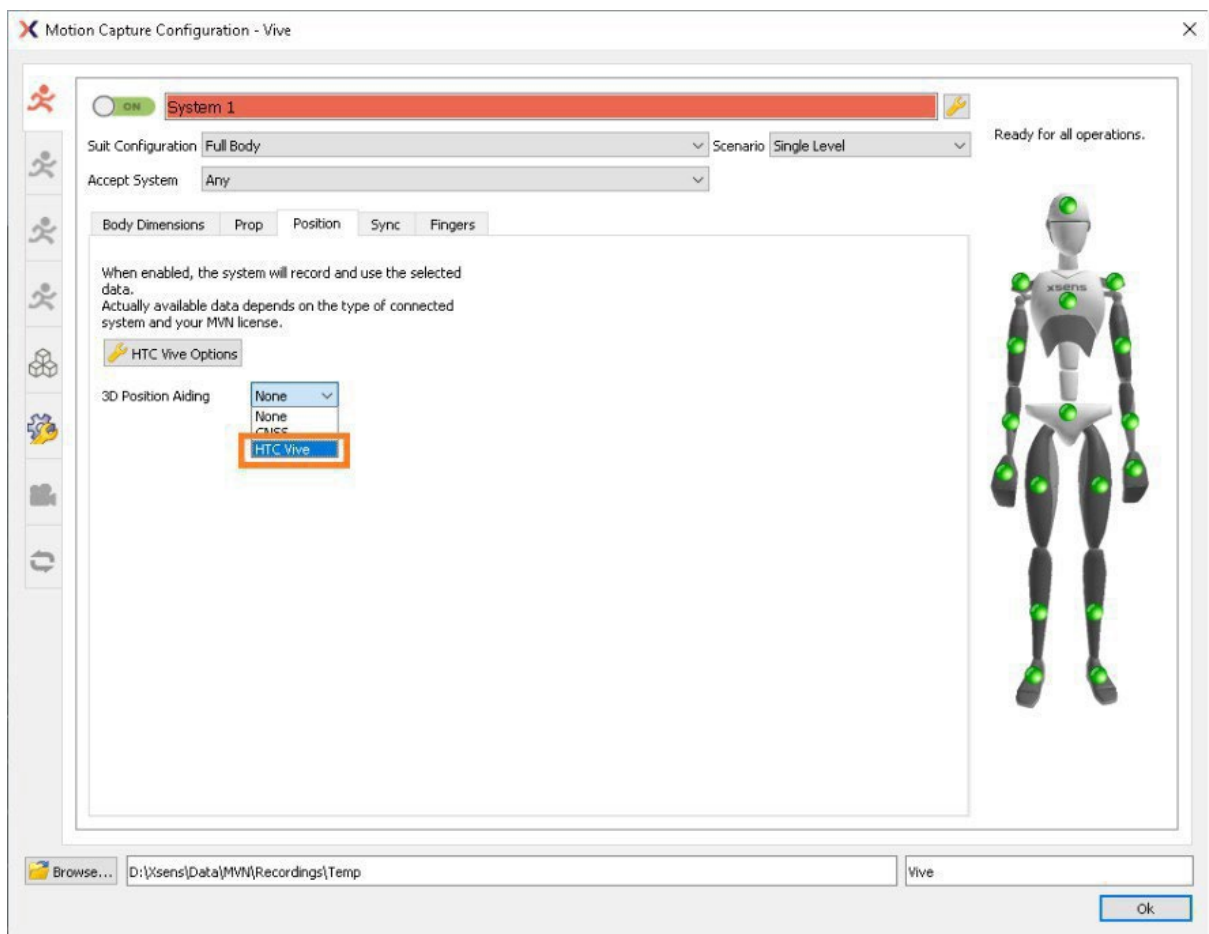 Motion Capture Configuration - Vive
ON
System 1
Suit Configuration Full Body Scenario Single Level
Ready for all operations.
Accept System Any
Body Dimensions Prop Position Sync Fingers
When enabled, the system will record and use the selected
data.
Actually available data depends on the type of connected
system and your MVN license.
HTC Vive Options
3D Position Aiding None
None
GNSS
HTC Vive
xsens
Browse... D:\Xsens\Data\MVN\Recordings\Temp Vive
Ok